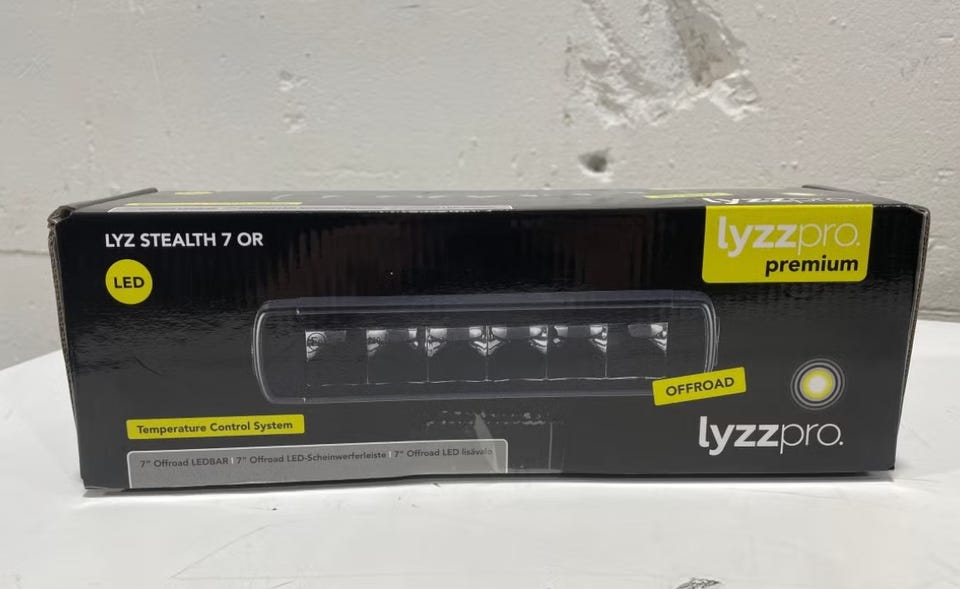 LYZ STEALTH 7 OR
LED
lyzzpro.
premium
OFFROAD
Temperature Control System
lyzzpro.
7" Offroad LEDBAR | 7" Offroad LED-Scheinwerferleiste | 7" Offroad LED lisävalo